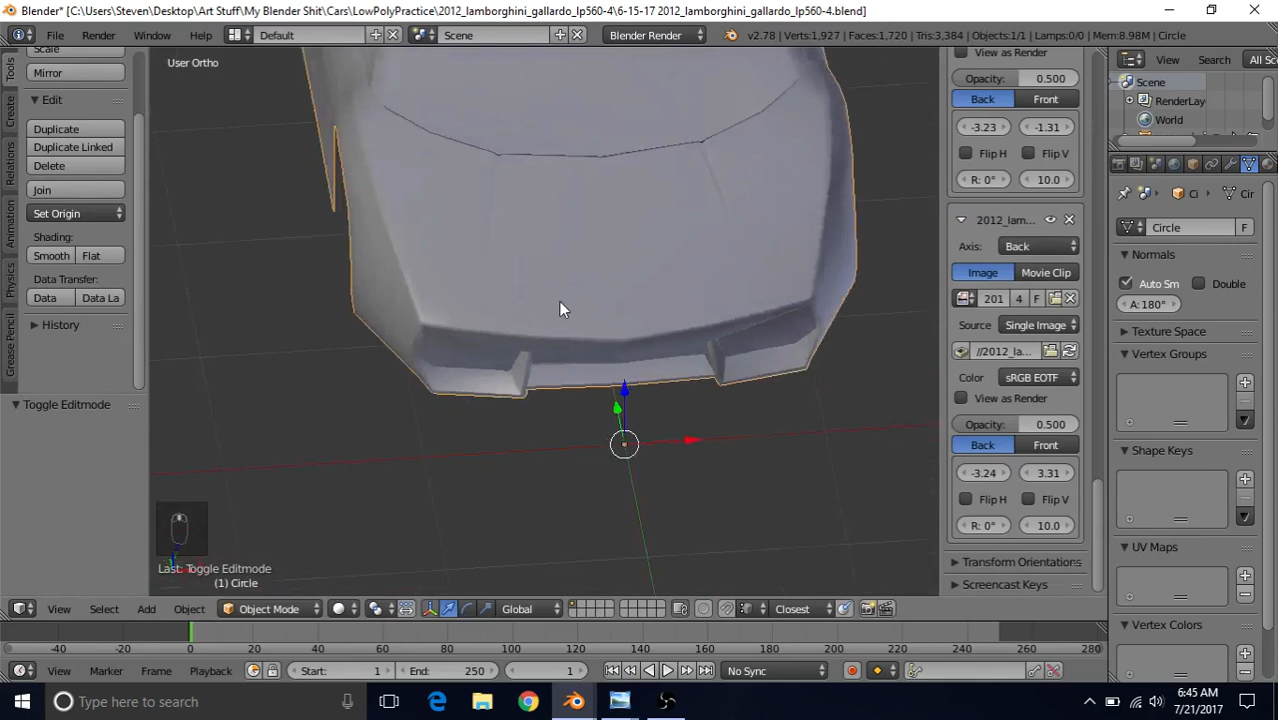 Blender* [C:\Users\Steven\Desktop\Art Stuff\My Blender Shit\Cars\LowPolyPractice\2012_lamborghini_gallardo_lp560-4\6-15-17 2012_lamborghini_gallardo_lp560-4.blend]
File Render Window Help Default Scene Blender Render v2.78 | Verts:1,927 | Faces:1,720 | Tris:3,384 | Objects:1/1 | Lamps:0/0 | Mem:8.98M | Circle
Tools
Create
Relations
Animation
Physics
Grease Pencil
Scale
Mirror
Edit
Duplicate
Duplicate Linked
Delete
Join
Set Origin
Shading:
Smooth Flat
Data Transfer:
Data Data La
History
Toggle Editmode
User Ortho
Last: Toggle Editmode
(1) Circle
View as Render
Opacity: 0.500
Back Front
-3.23 -1.31
Flip H Flip V
R: 0° 10.0
2012_lam...
Axis: Back
Image Movie Clip
201 4 F
Source Single Image
//2012_la...
Color sRGB EOTF
View as Render
Opacity: 0.500
Back Front
-3.24 3.31
Flip H Flip V
R: 0° 10.0
Transform Orientations
Screencast Keys
View Search All Sc
Scene
RenderLay
World
Ci Cir
Circle F
Normals
Auto Sm Double
A: 180°
Texture Space
Vertex Groups
Shape Keys
UV Maps
Vertex Colors
View Select Add Object Object Mode Global Closest
-40 -20 0 20 40 60 80 100 120 140 160 180 200 220 240 260 280
View Marker Frame Playback Start: 1 End: 250 1 No Sync
Type here to search
6:45 AM
7/21/2017